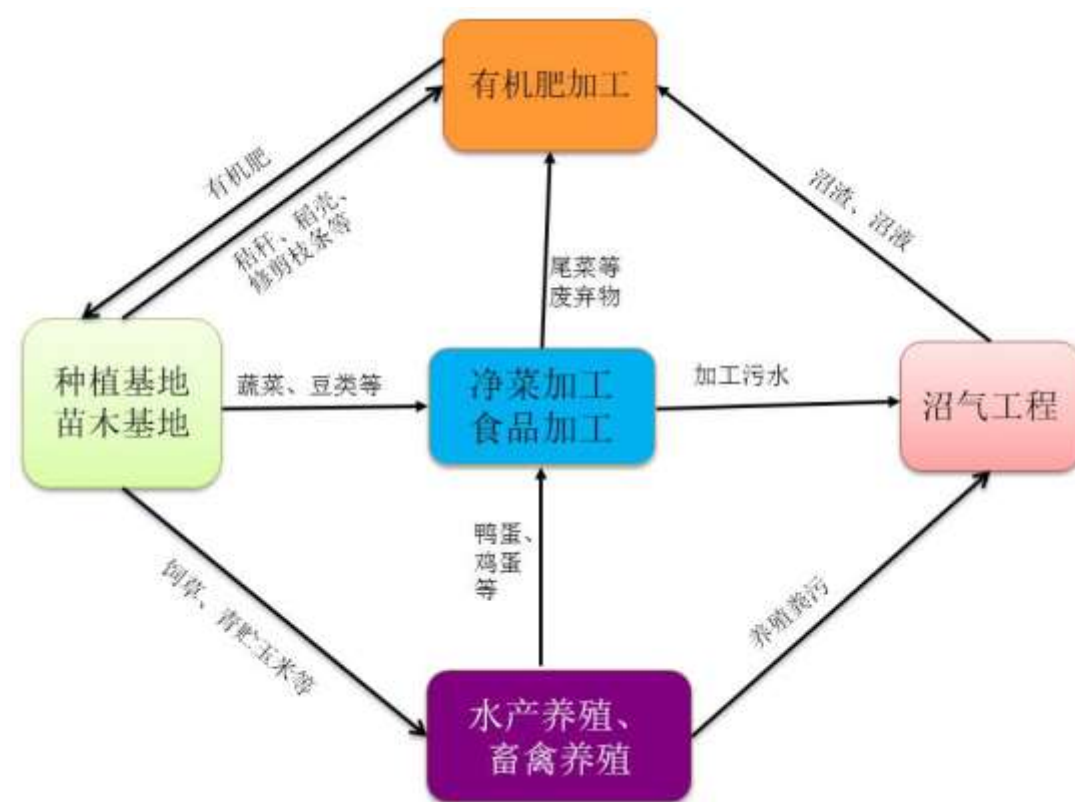 有机肥加工
有机肥
秸秆、稻壳、
修剪枝条等
沼渣、沼液
尾菜等
废弃物
种植基地
苗木基地
蔬菜、豆类等
净菜加工
食品加工
加工污水
沼气工程
鸭蛋、
鸡蛋
等
饲草、青贮玉米等
养殖粪污
水产养殖、
畜禽养殖